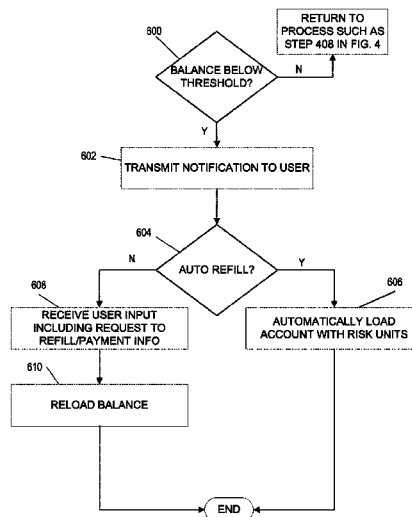 600
RETURN TO
PROCESS SUCH AS
STEP 408 IN FIG. 4
BALANCE BELOW
THRESHOLD?
N
Y
602
TRANSMIT NOTIFICATION TO USER
604
AUTO REFILL?
N
Y
608
RECEIVE USER INPUT
INCLUDING REQUEST TO
REFILL/PAYMENT INFO
606
AUTOMATICALLY LOAD
ACCOUNT WITH RISK UNITS
610
RELOAD BALANCE
END